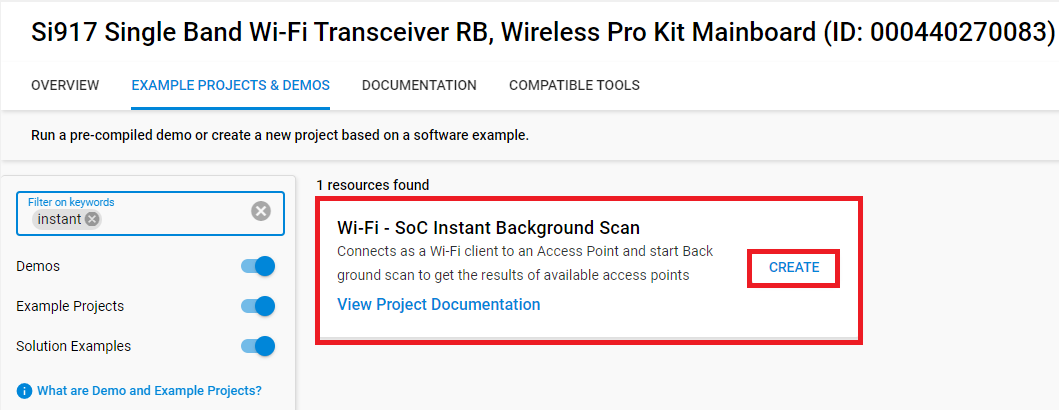 Si917 Single Band Wi-Fi Transceiver RB, Wireless Pro Kit Mainboard (ID: 000440270083)
OVERVIEW
EXAMPLE PROJECTS & DEMOS
DOCUMENTATION
COMPATIBLE TOOLS
Run a pre-compiled demo or create a new project based on a software example.
Filter on keywords
instant
Demos
Example Projects
Solution Examples
What are Demo and Example Projects?
1 resources found
Wi-Fi - SoC Instant Background Scan
Connects as a Wi-Fi client to an Access Point and start Back
ground scan to get the results of available access points
View Project Documentation
CREATE